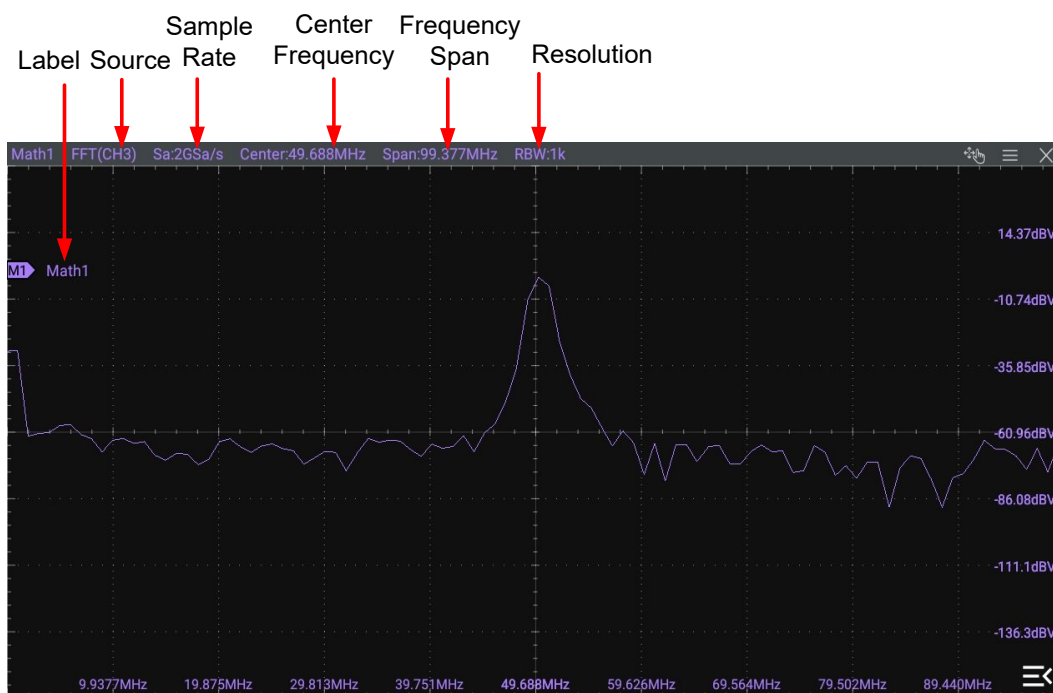 Label Source Sample Rate Center Frequency Frequency Span Resolution
Math1 FFT(CH3) Sa:2GSa/s Center:49.688MHz Span:99.377MHz RBW:1k
14.37dBV
M1 Math1
-10.74dBV
-35.85dBV
-60.96dBV
-86.08dBV
-111.1dBV
-136.3dBV
9.9377MHz 19.875MHz 29.813MHz 39.751MHz 49.688MHz 59.626MHz 69.564MHz 79.502MHz 89.440MHz